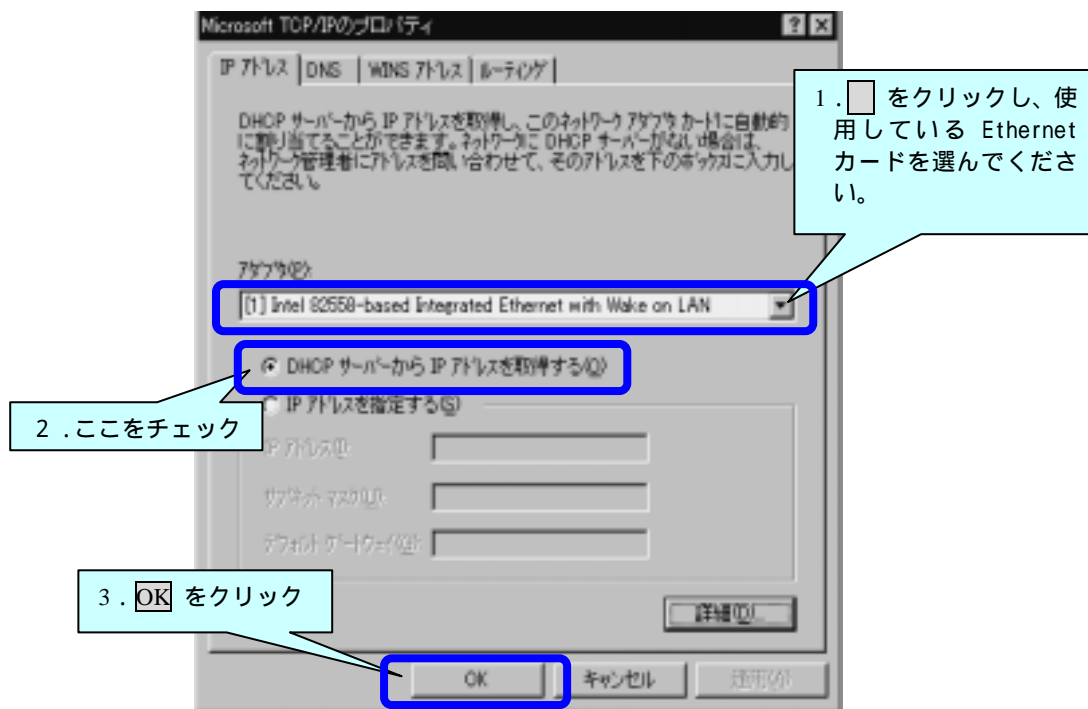 Microsoft TCP/IPのプロパティ
IP アドレス DNS WINS アドレス ルーティング
DHCP サーバーから IP アドレスを取得し、このネットワーク アダプタ カードに自動的
に割り当てることができます。ネットワークに DHCP サーバーがない場合は、
ネットワーク管理者にアドレスを問い合わせて、そのアドレスを下のボックスに入力し
てください。
1 . をクリックし、使
用している Ethernet
カードを選んでくださ
い。
アダプタ(P):
[1] Intel 82558-based Integrated Ethernet with Wake on LAN
DHCP サーバーから IP アドレスを取得する(O)
IP アドレスを指定する(S)
2 .ここをチェック
IP アドレス(I):
サブネット マスク(U):
デフォルト ゲートウェイ(G):
3 . OK をクリック
詳細(D)...
OK キャンセル 適用(A)